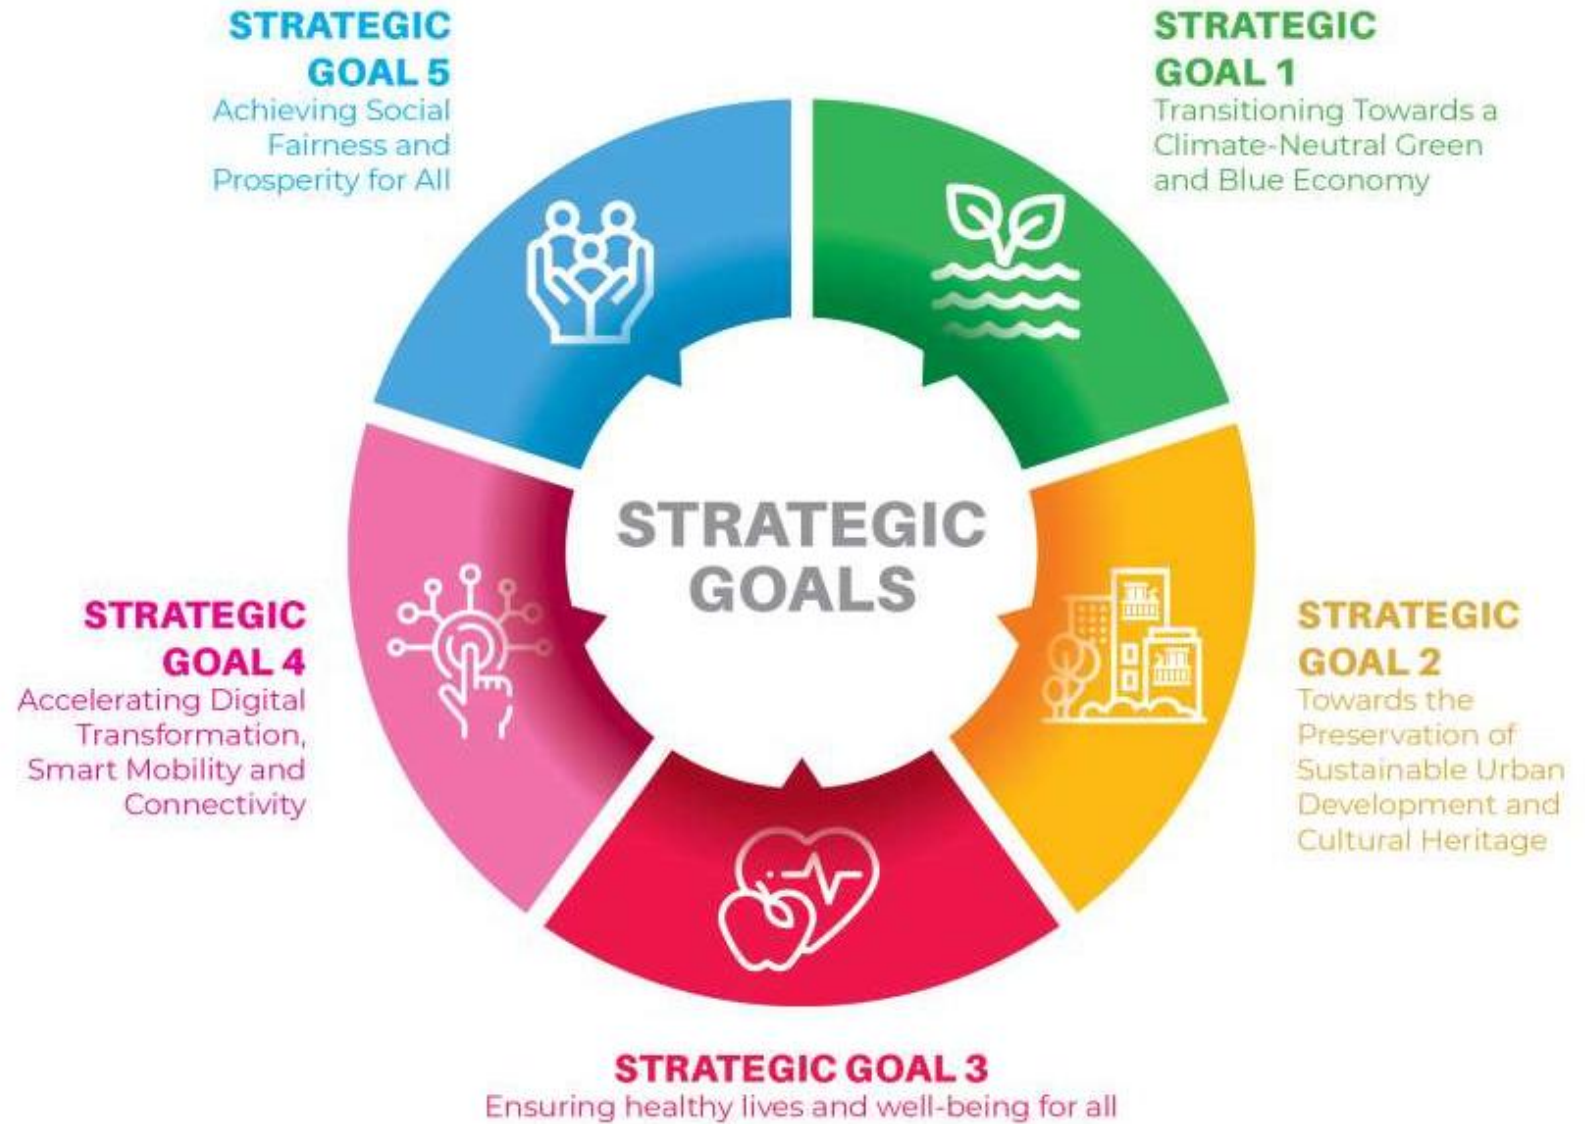 STRATEGIC
GOAL 5
Achieving Social
Fairness and
Prosperity for All
STRATEGIC
GOAL 1
Transitioning Towards a
Climate-Neutral Green
and Blue Economy
STRATEGIC
GOALS
STRATEGIC
GOAL 4
Accelerating Digital
Transformation,
Smart Mobility and
Connectivity
STRATEGIC
GOAL 2
Towards the
Preservation of
Sustainable Urban
Development and
Cultural Heritage
STRATEGIC GOAL 3
Ensuring healthy lives and well-being for all